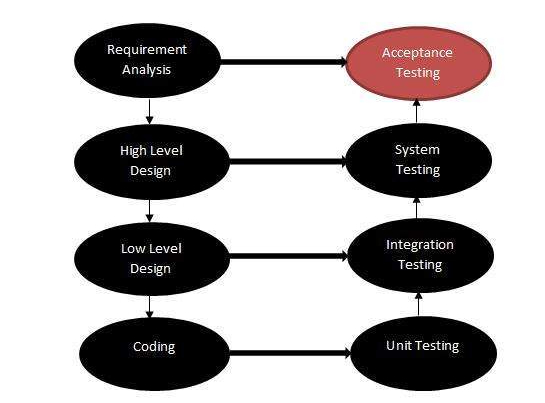 Requirement
Analysis
Acceptance
Testing
High Level
Design
System
Testing
Low Level
Design
Integration
Testing
Coding
Unit Testing